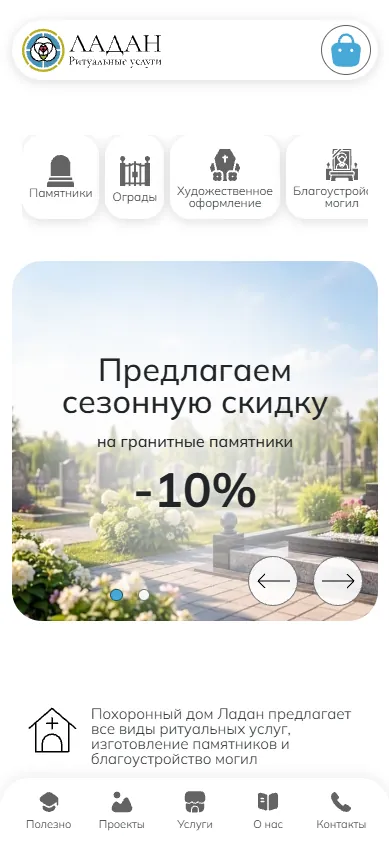 ЛАДАН
Ритуальные услуги
Памятники
Ограды
Художественное
оформление
Благоустройс
могил
Предлагаем
сезонную скидку
на гранитные памятники
-10%
Похоронный дом Ладан предлагает
все виды ритуальных услуг,
изготовление памятников и
благоустройство могил
Полезно
Проекты
Услуги
О нас
Контакты